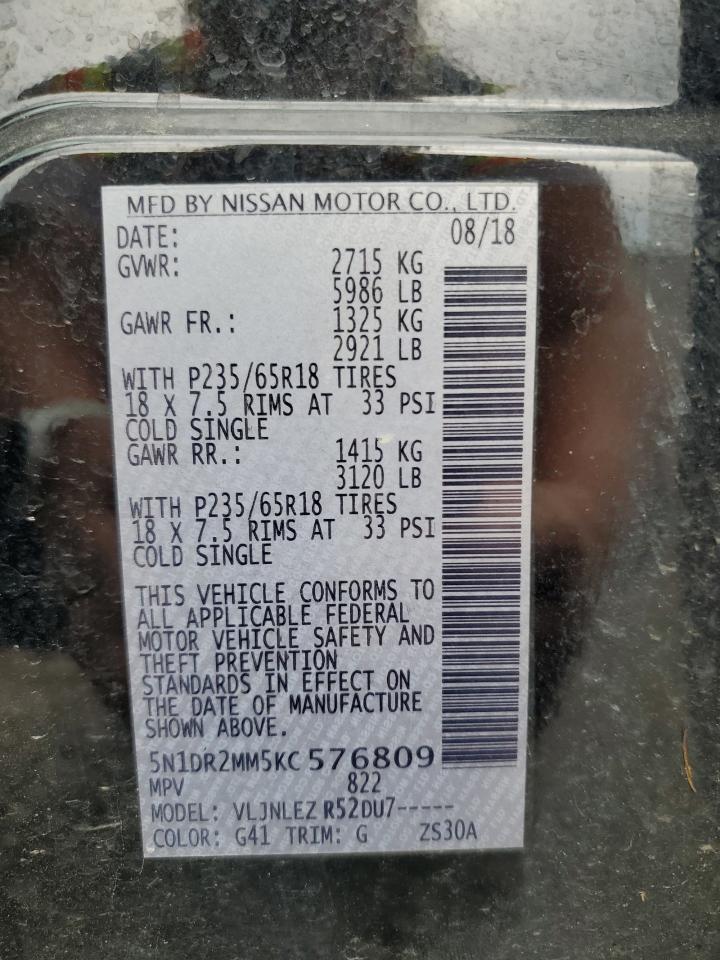 MFD BY NISSAN MOTOR CO., LTD.
DATE: 08/18
GVWR: 2715 KG
5986 LB
GAWR FR.: 1325 KG
2921 LB
WITH P235/65R18 TIRES
18 X 7.5 RIMS AT 33 PSI
COLD SINGLE
GAWR RR.: 1415 KG
3120 LB
WITH P235/65R18 TIRES
18 X 7.5 RIMS AT 33 PSI
COLD SINGLE
THIS VEHICLE CONFORMS TO
ALL APPLICABLE FEDERAL
MOTOR VEHICLE SAFETY AND
THEFT PREVENTION
STANDARDS IN EFFECT ON
THE DATE OF MANUFACTURE
SHOWN ABOVE.
5N1DR2MM5KC576809
MPV 822
MODEL: VLJNLEZ R52DU7-----
COLOR: G41 TRIM: G ZS30A